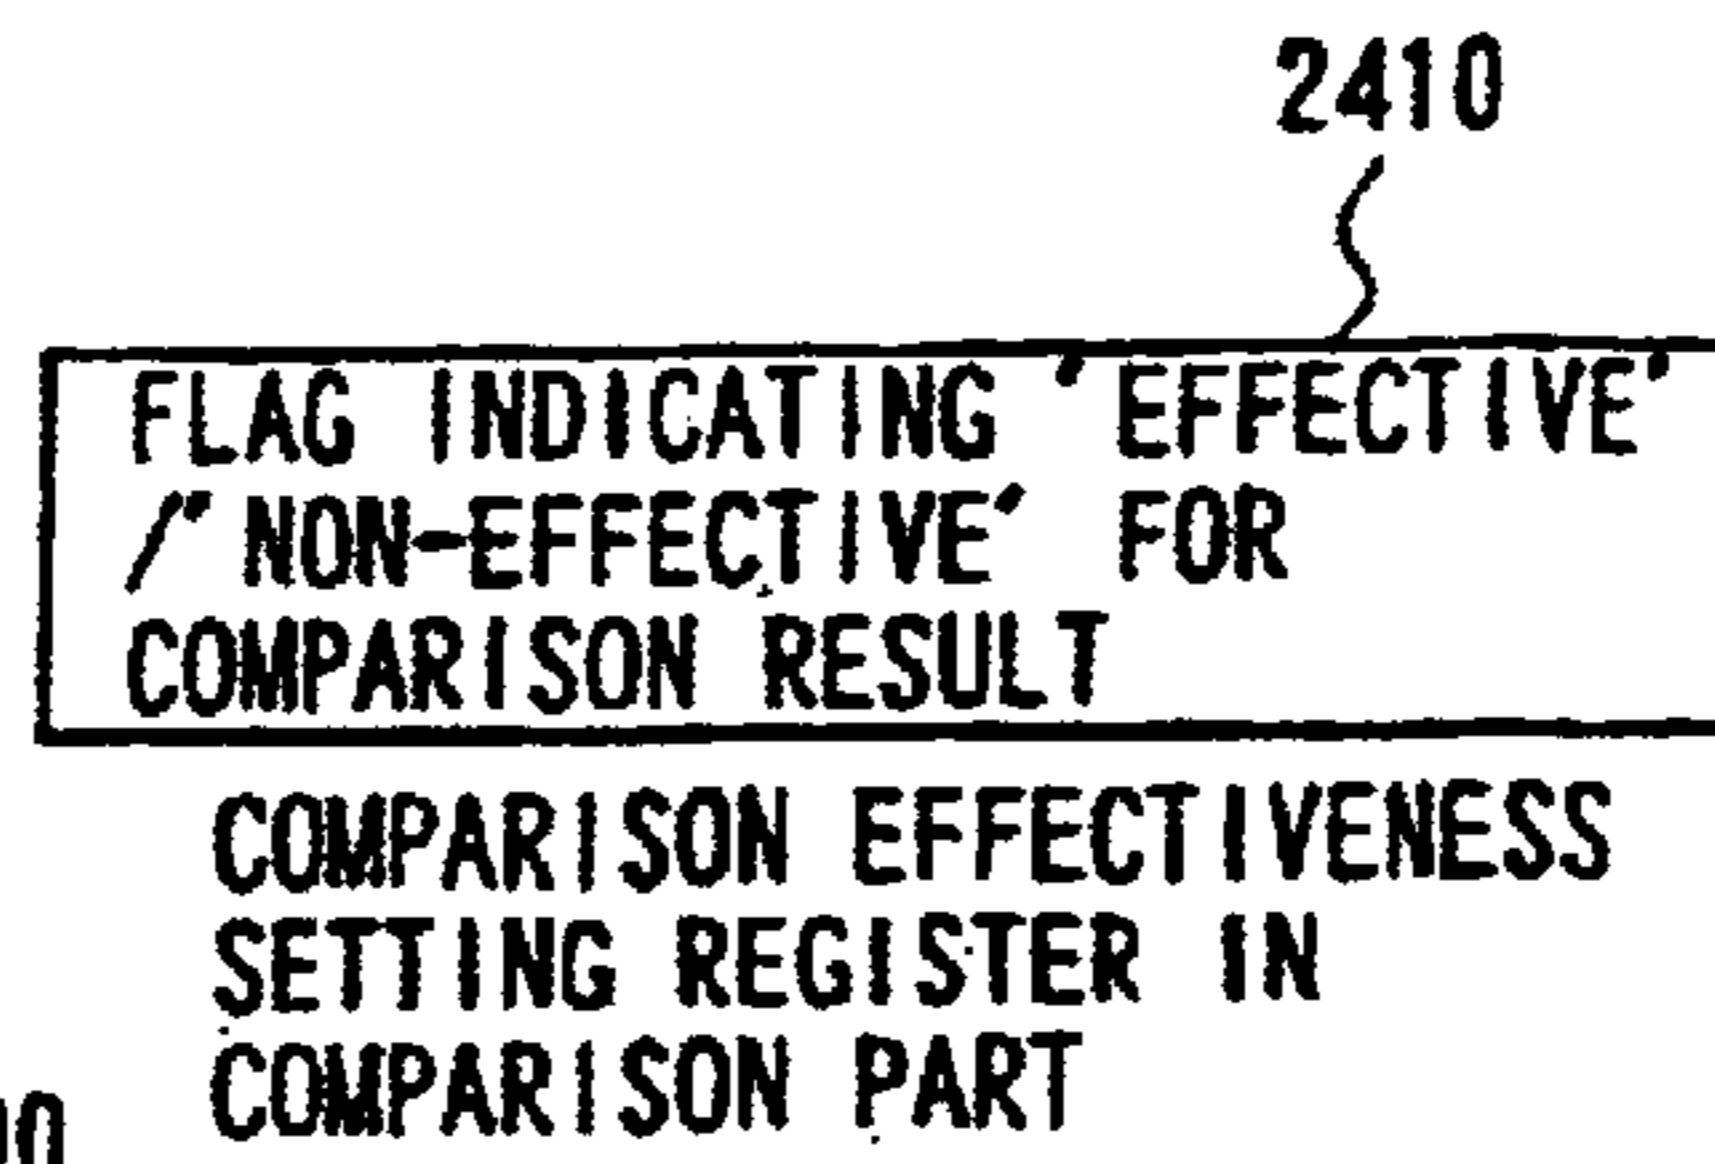 2410
FLAG INDICATING 'EFFECTIVE'
/'NON-EFFECTIVE' FOR
COMPARISON RESULT
COMPARISON EFFECTIVENESS
SETTING REGISTER IN
COMPARISON PART